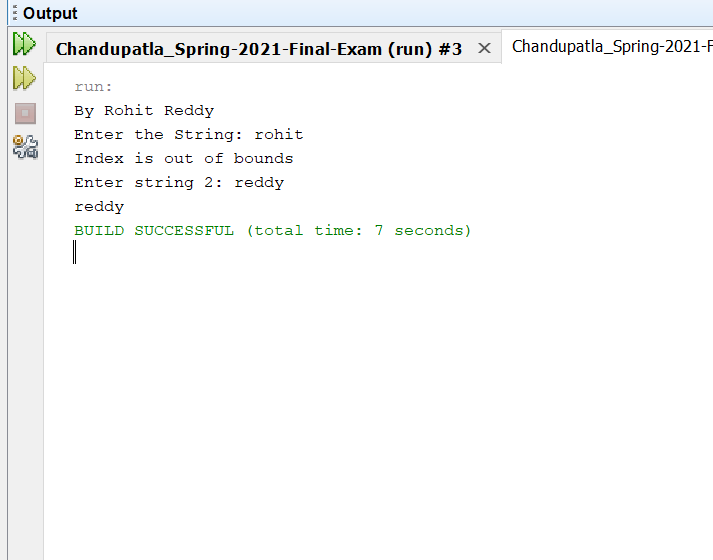 Output
Chandupatla_Spring-2021-Final-Exam (run) #3
Chandupatla_Spring-2021-F
run:
By Rohit Reddy
Enter the String: rohit
Index is out of bounds
Enter string 2: reddy
reddy
BUILD SUCCESSFUL (total time: 7 seconds)